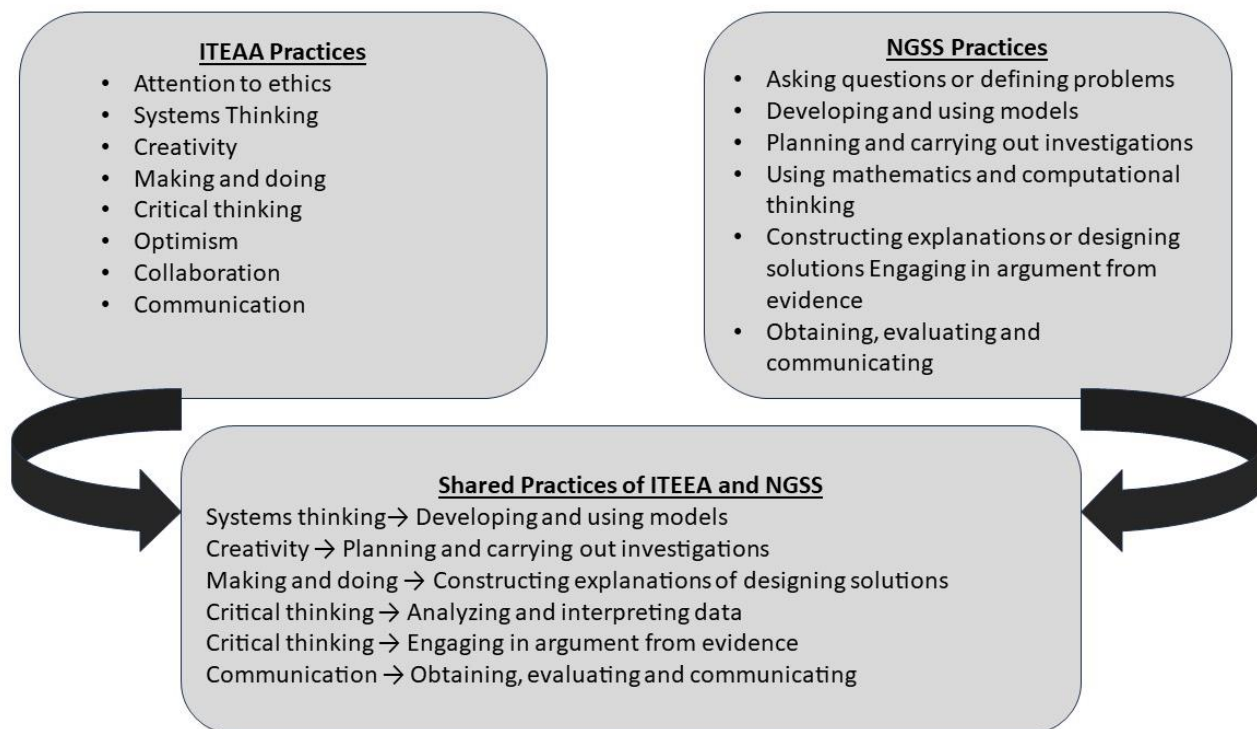 ITEAA Practices
• Attention to ethics
• Systems Thinking
• Creativity
• Making and doing
• Critical thinking
• Optimism
• Collaboration
• Communication
NGSS Practices
• Asking questions or defining problems
• Developing and using models
• Planning and carrying out investigations
• Using mathematics and computational
thinking
• Constructing explanations or designing
solutions Engaging in argument from
evidence
• Obtaining, evaluating and
communicating
Shared Practices of ITEEA and NGSS
Systems thinking→ Developing and using models
Creativity → Planning and carrying out investigations
Making and doing → Constructing explanations of designing solutions
Critical thinking → Analyzing and interpreting data
Critical thinking → Engaging in argument from evidence
Communication → Obtaining, evaluating and communicating